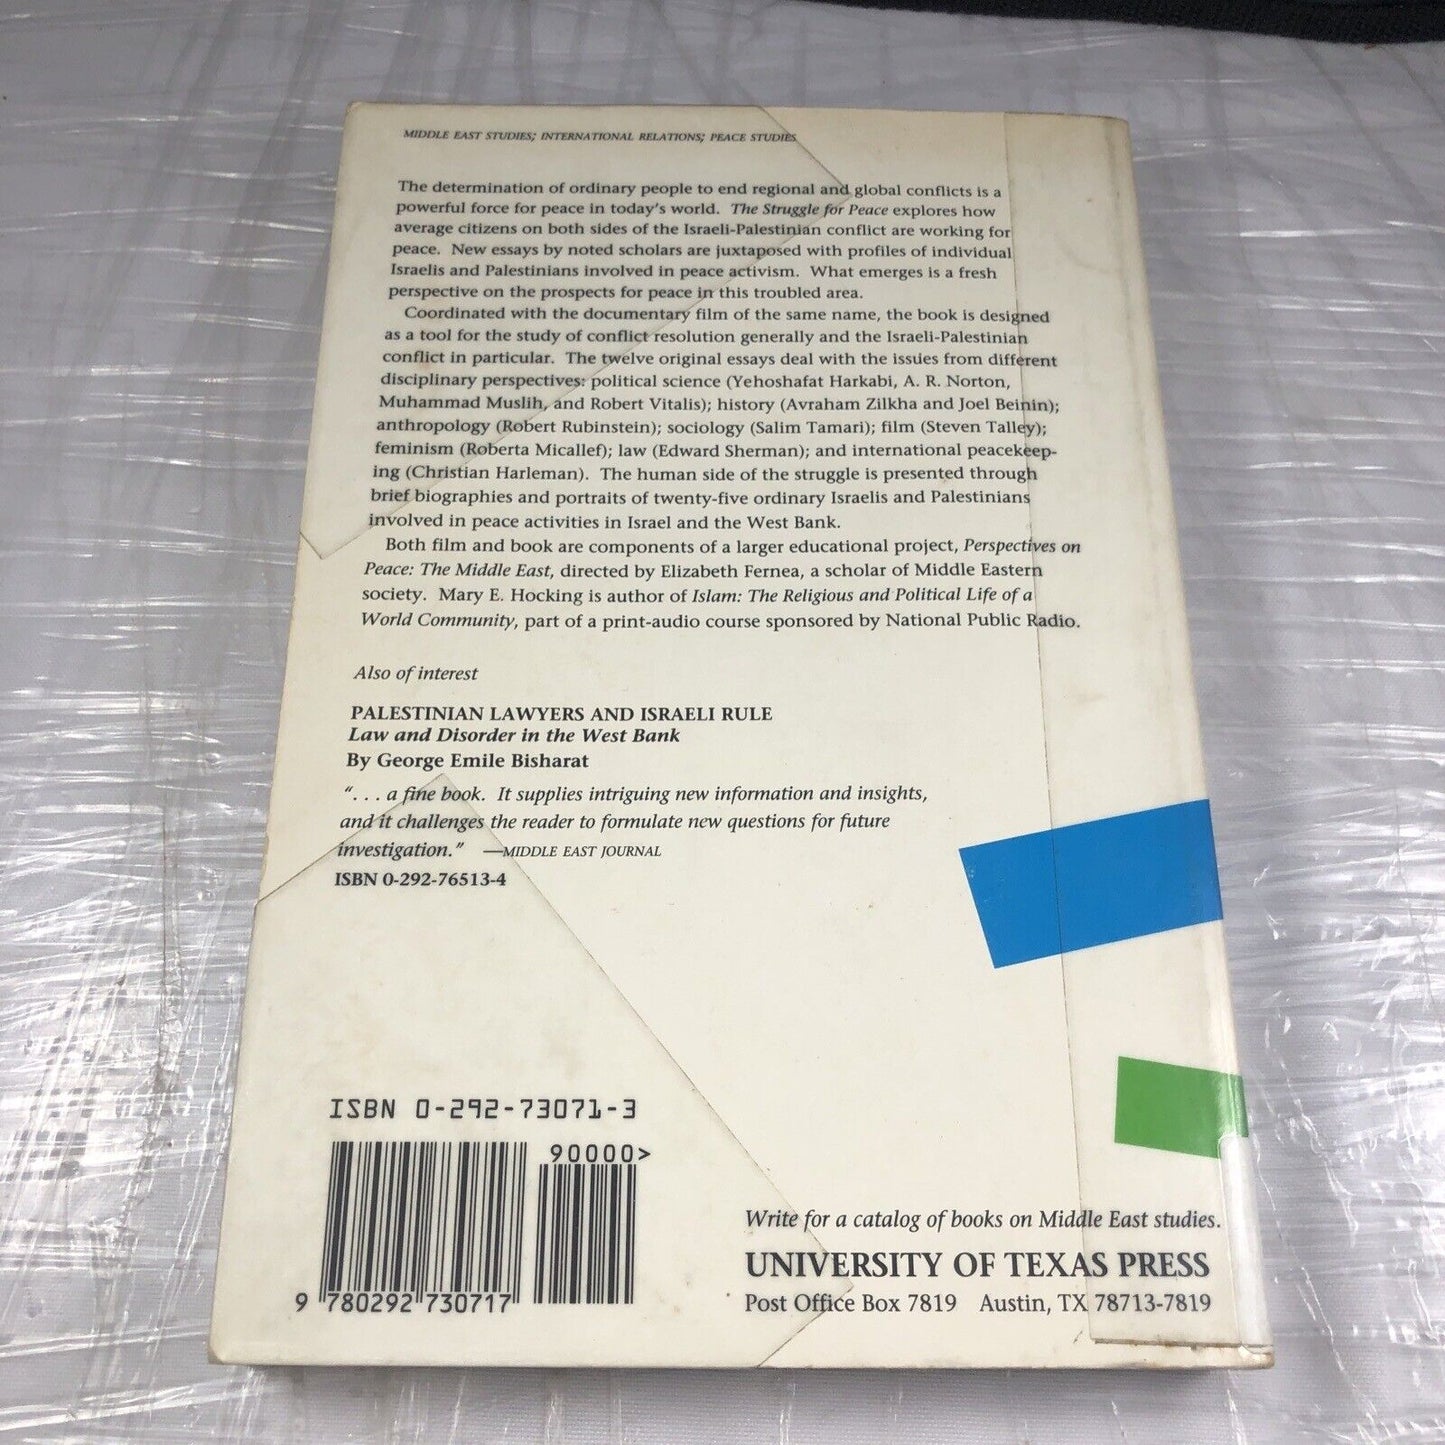 MIDDLE EAST STUDIES; INTERNATIONAL RELATIONS; PEACE STUDIES
The determination of ordinary people to end regional and global conflicts is a
powerful force for peace in today's world. The Struggle for Peace explores how
average citizens on both sides of the Israeli-Palestinian conflict are working for
peace. New essays by noted scholars are juxtaposed with profiles of individual
Israelis and Palestinians involved in peace activism. What emerges is a fresh
perspective on the prospects for peace in this troubled area.
Coordinated with the documentary film of the same name, the book is designed
as a tool for the study of conflict resolution generally and the Israeli-Palestinian
conflict in particular. The twelve original essays deal with the issues from different
disciplinary perspectives: political science (Yehoshafat Harkabi, A. R. Norton,
Muhammad Muslih, and Robert Vitalis); history (Avraham Zilkha and Joel Beinin);
anthropology (Robert Rubinstein); sociology (Salim Tamari); film (Steven Talley);
feminism (Roberta Micallef); law (Edward Sherman); and international peacekeep-
ing (Christian Harleman). The human side of the struggle is presented through
brief biographies and portraits of twenty-five ordinary Israelis and Palestinians
involved in peace activities in Israel and the West Bank.
Both film and book are components of a larger educational project, Perspectives on
Peace: The Middle East, directed by Elizabeth Fernea, a scholar of Middle Eastern
society. Mary E. Hocking is author of Islam: The Religious and Political Life of a
World Community, part of a print-audio course sponsored by National Public Radio.
Also of interest
PALESTINIAN LAWYERS AND ISRAELI RULE
Law and Disorder in the West Bank
By George Emile Bisharat
". . . a fine book. It supplies intriguing new information and insights,
and it challenges the reader to formulate new questions for future
investigation." —MIDDLE EAST JOURNAL
ISBN 0-292-76513-4
ISBN 0-292-73071-3
90000>
9 780292 730717
Write for a catalog of books on Middle East studies.
UNIVERSITY OF TEXAS PRESS
Post Office Box 7819 Austin, TX 78713-7819